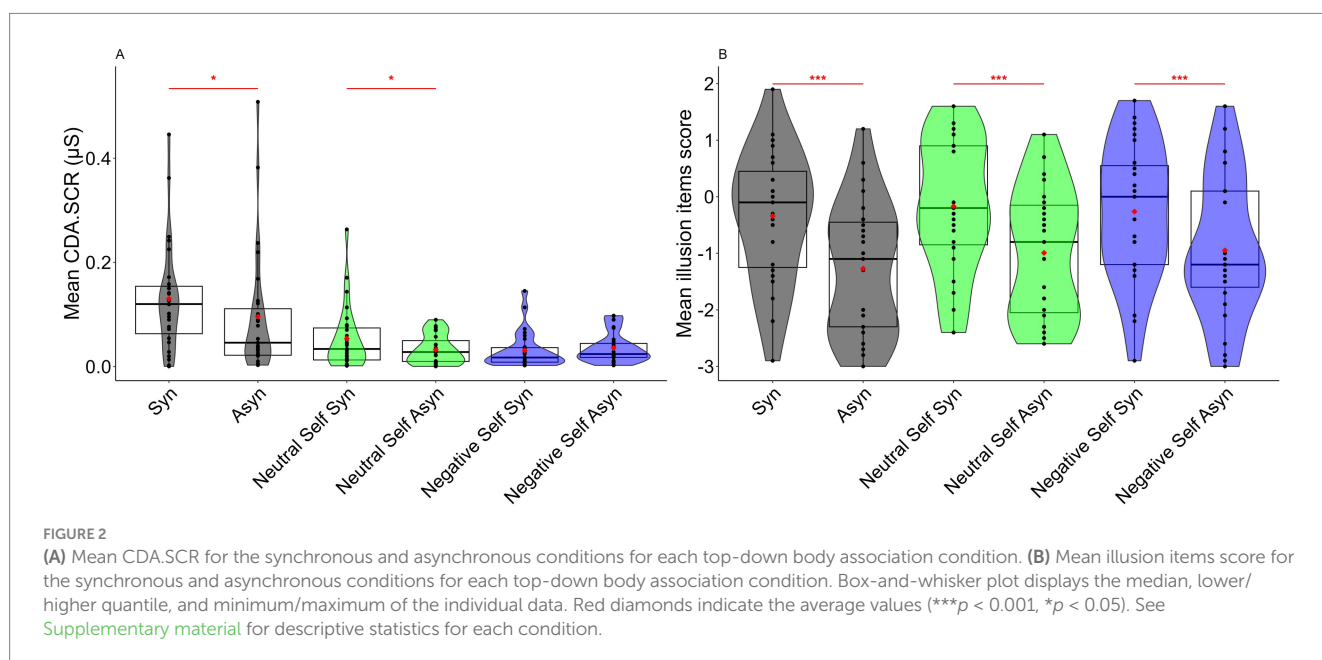 A
*
*
Mean CDA.SCR (µS)
0.4
0.2
0.0
Syn
Asyn
Neutral Self Syn
Neutral Self Asyn
Negative Self Syn
Negative Self Asyn
B
***
***
***
Mean illusion items score
2
1
0
-1
-2
-3
Syn
Asyn
Neutral Self Syn
Neutral Self Asyn
Negative Self Syn
Negative Self Asyn
FIGURE 2
(A) Mean CDA.SCR for the synchronous and asynchronous conditions for each top-down body association condition. (B) Mean illusion items score for
the synchronous and asynchronous conditions for each top-down body association condition. Box-and-whisker plot displays the median, lower/
higher quantile, and minimum/maximum of the individual data. Red diamonds indicate the average values (***p < 0.001, *p < 0.05). See
Supplementary material for descriptive statistics for each condition.